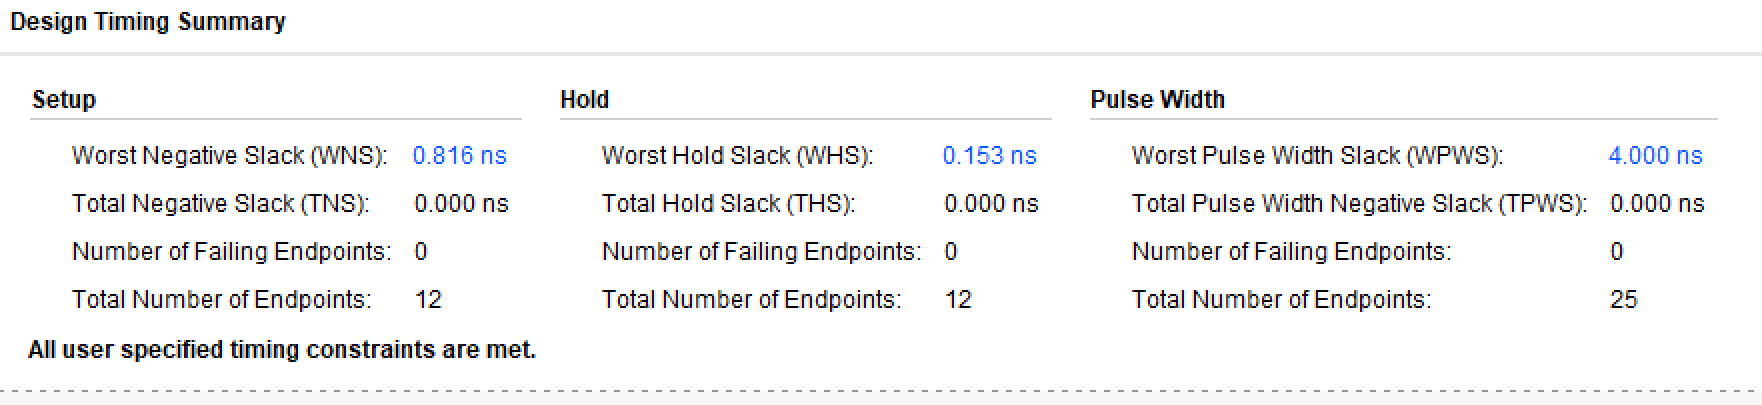 Design Timing Summary
Setup
Hold
Pulse Width
Worst Negative Slack (WNS): 0.816 ns
Worst Hold Slack (WHS): 0.153 ns
Worst Pulse Width Slack (WPWS): 4.000 ns
Total Negative Slack (TNS): 0.000 ns
Total Hold Slack (THS): 0.000 ns
Total Pulse Width Negative Slack (TPWS): 0.000 ns
Number of Failing Endpoints: 0
Number of Failing Endpoints: 0
Number of Failing Endpoints: 0
Total Number of Endpoints: 12
Total Number of Endpoints: 12
Total Number of Endpoints: 25
All user specified timing constraints are met.